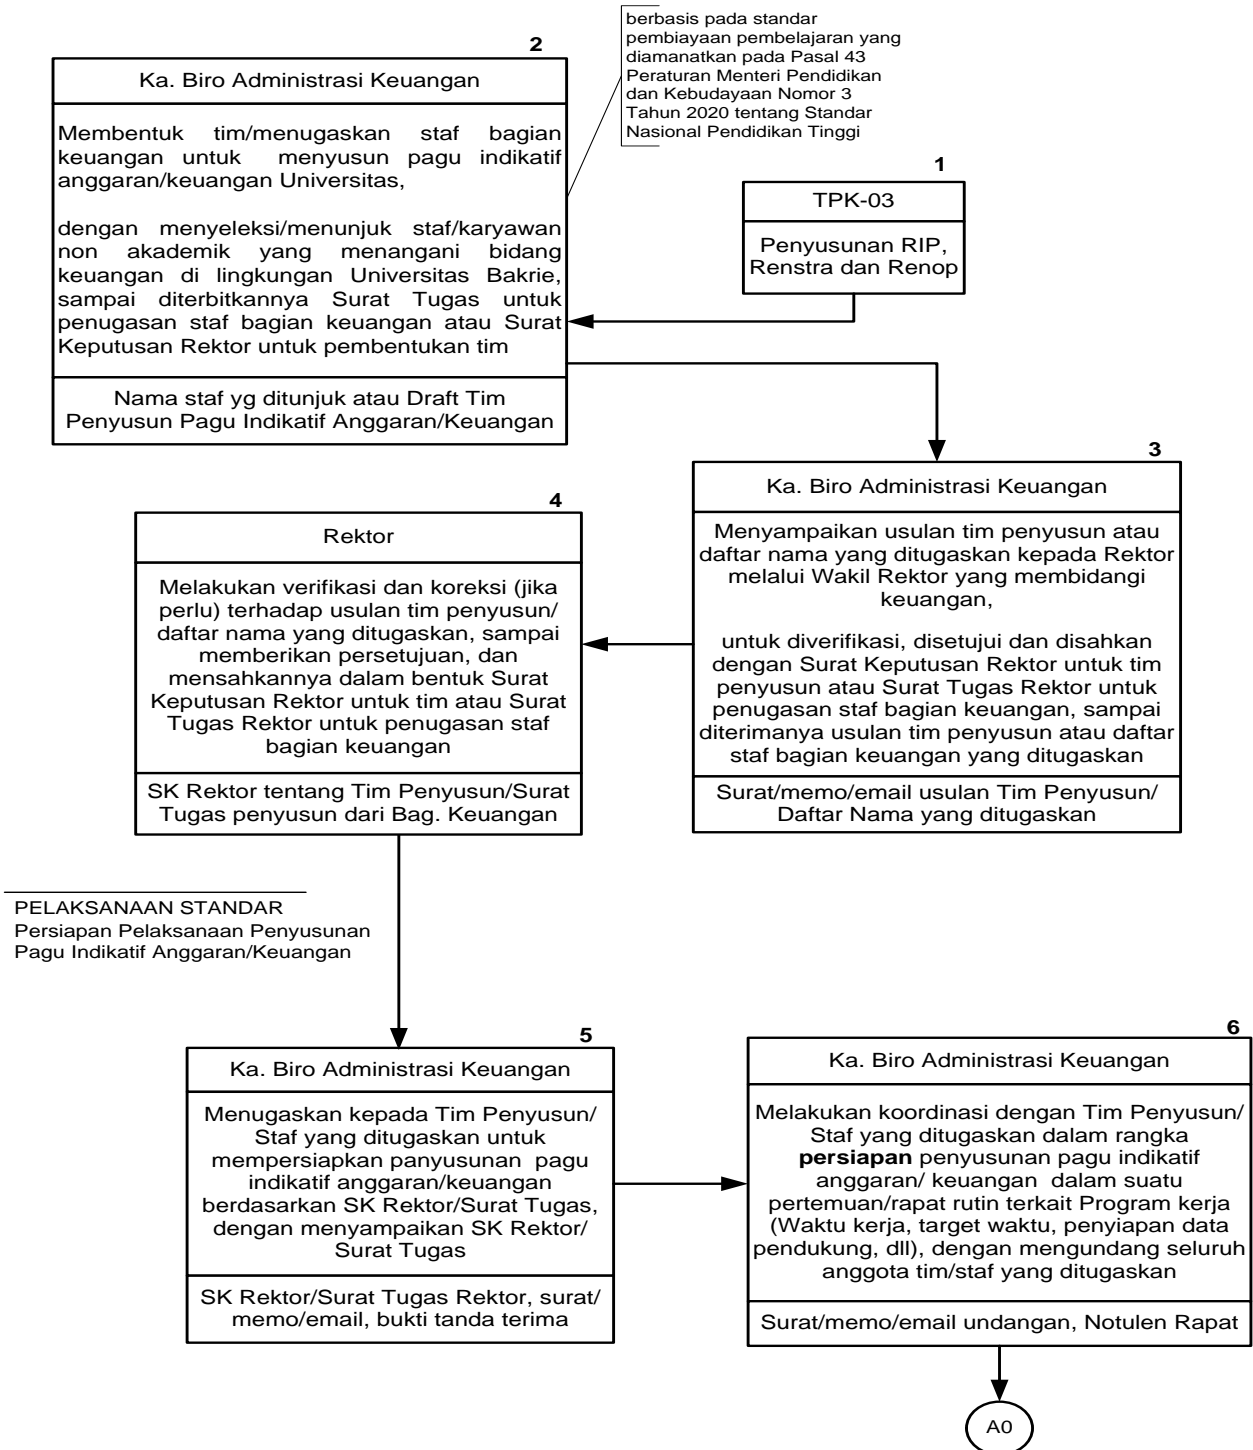 berbasis pada standar
pembiayaan pembelajaran yang
diamanatkan pada Pasal 43
Peraturan Menteri Pendidikan
dan Kebudayaan Nomor 3
Tahun 2020 tentang Standar
Nasional Pendidikan Tinggi
1
TPK-03
Penyusunan RIP,
Renstra dan Renop
2
Ka. Biro Administrasi Keuangan
Membentuk tim/menugaskan staf bagian
keuangan untuk menyusun pagu indikatif
anggaran/keuangan Universitas,
dengan menyeleksi/menunjuk staf/karyawan
non akademik yang menangani bidang
keuangan di lingkungan Universitas Bakrie,
sampai diterbitkannya Surat Tugas untuk
penugasan staf bagian keuangan atau Surat
Keputusan Rektor untuk pembentukan tim
Nama staf yg ditunjuk atau Draft Tim
Penyusun Pagu Indikatif Anggaran/Keuangan
3
Ka. Biro Administrasi Keuangan
Menyampaikan usulan tim penyusun atau
daftar nama yang ditugaskan kepada Rektor
melalui Wakil Rektor yang membidangi
keuangan,
untuk diverifikasi, disetujui dan disahkan
dengan Surat Keputusan Rektor untuk tim
penyusun atau Surat Tugas Rektor untuk
penugasan staf bagian keuangan, sampai
diterimanya usulan tim penyusun atau daftar
staf bagian keuangan yang ditugaskan
Surat/memo/email usulan Tim Penyusun/
Daftar Nama yang ditugaskan
4
Rektor
Melakukan verifikasi dan koreksi (jika
perlu) terhadap usulan tim penyusun/
daftar nama yang ditugaskan, sampai
memberikan persetujuan, dan
mensahkannya dalam bentuk Surat
Keputusan Rektor untuk tim atau Surat
Tugas Rektor untuk penugasan staf
bagian keuangan
SK Rektor tentang Tim Penyusun/Surat
Tugas penyusun dari Bag. Keuangan
PELAKSANAAN STANDAR
Persiapan Pelaksanaan Penyusunan
Pagu Indikatif Anggaran/Keuangan
5
Ka. Biro Administrasi Keuangan
Menugaskan kepada Tim Penyusun/
Staf yang ditugaskan untuk
mempersiapkan panyusunan pagu
indikatif anggaran/keuangan
berdasarkan SK Rektor/Surat Tugas,
dengan menyampaikan SK Rektor/
Surat Tugas
SK Rektor/Surat Tugas Rektor, surat/
memo/email, bukti tanda terima
6
Ka. Biro Administrasi Keuangan
Melakukan koordinasi dengan Tim Penyusun/
Staf yang ditugaskan dalam rangka
persiapan penyusunan pagu indikatif
anggaran/ keuangan dalam suatu
pertemuan/rapat rutin terkait Program kerja
(Waktu kerja, target waktu, penyiapan data
pendukung, dll), dengan mengundang seluruh
anggota tim/staf yang ditugaskan
Surat/memo/email undangan, Notulen Rapat
A0